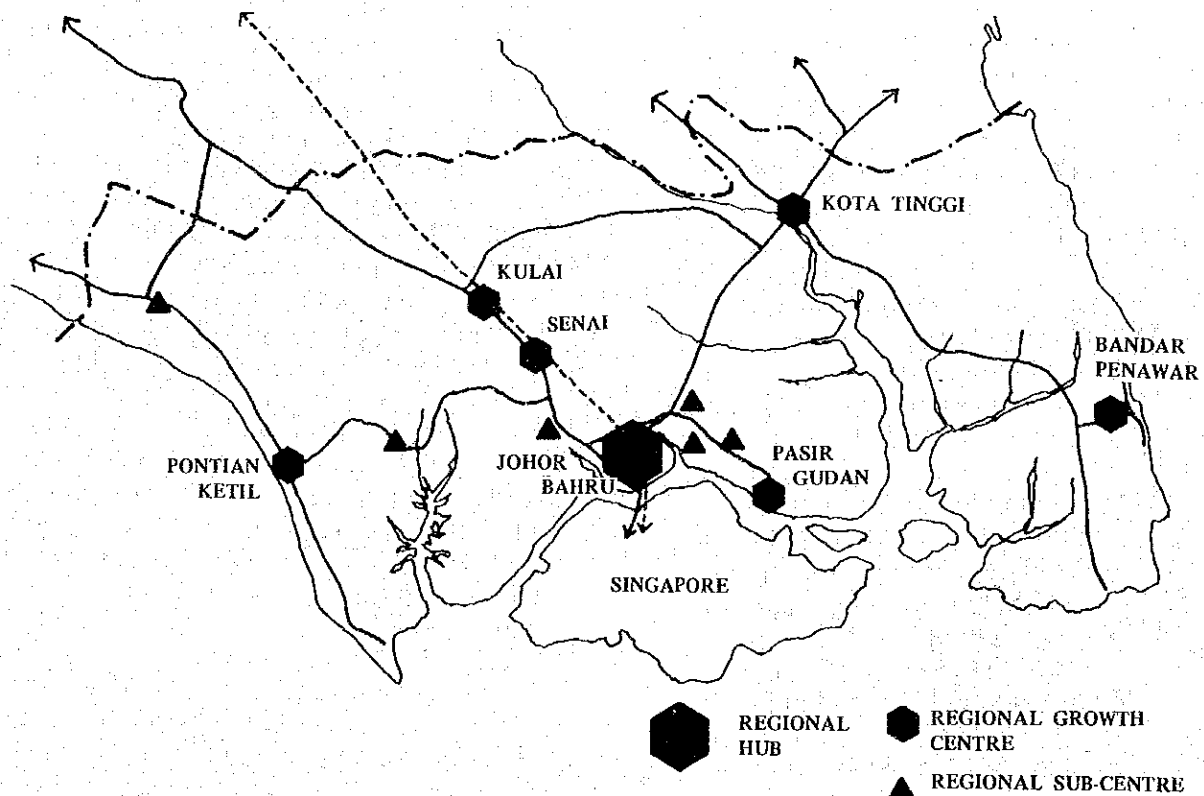 KOTA TINGGI
KULAI
SENAI
BANDAR
PENAWAR
PONTIAN
KETIL
JOHOR
BAHRU
PASIR
GUDAN
SINGAPORE
REGIONAL
HUB
REGIONAL GROWTH
CENTRE
REGIONAL SUB-CENTRE